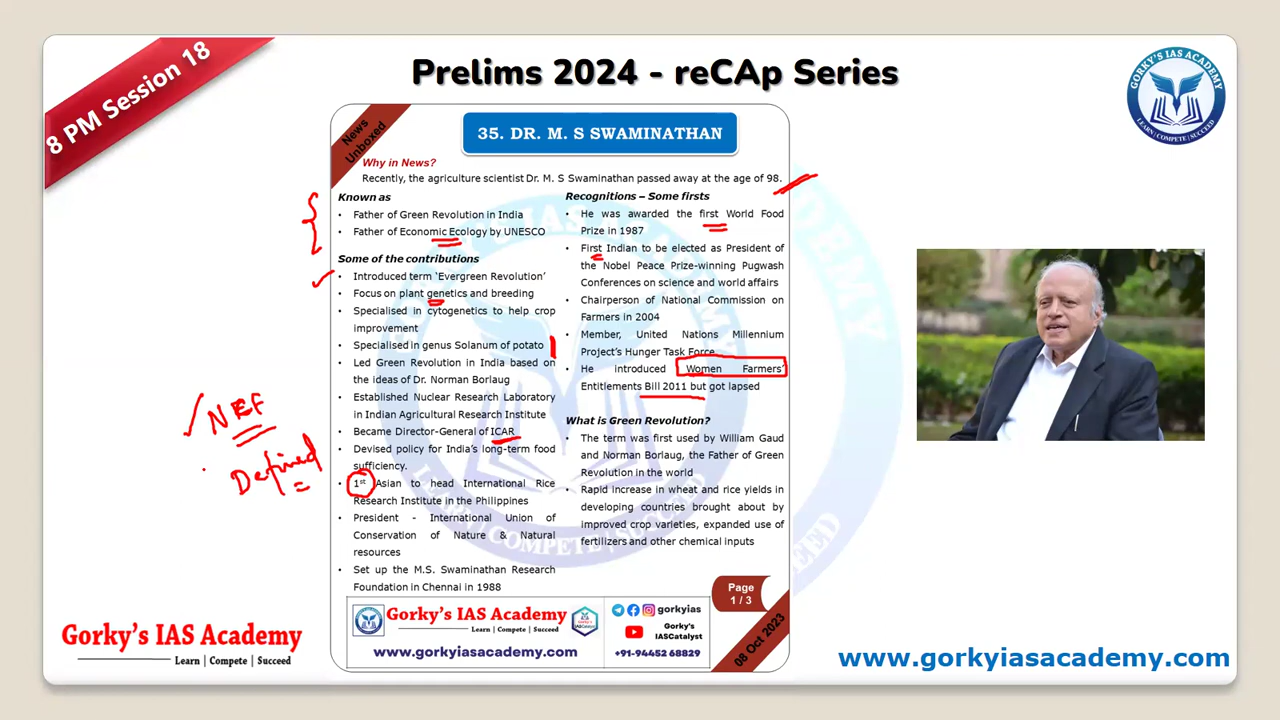 8 PM Session 18
Prelims 2024 - reCAp Series
GORKY'S IAS ACADEMY
LEARN | COMPETE | SUCCEED
News
Unboxed
35. DR. M. S SWAMINATHAN
Why in News?
Recently, the agriculture scientist Dr. M. S Swaminathan passed away at the age of 98.
Known as
• Father of Green Revolution in India
• Father of Economic Ecology by UNESCO
Some of the contributions
• Introduced term 'Evergreen Revolution'
• Focus on plant genetics and breeding
• Specialised in cytogenetics to help crop
improvement
• Specialised in genus Solanum of potato
• Led Green Revolution in India based on
the ideas of Dr. Norman Borlaug
• Established Nuclear Research Laboratory
in Indian Agricultural Research Institute
• Became Director-General of ICAR
• Devised policy for India's long-term food
sufficiency.
• 1st Asian to head International Rice
Research Institute in the Philippines
• President - International Union of
Conservation of Nature & Natural
resources
• Set up the M.S. Swaminathan Research
Foundation in Chennai in 1988
Recognitions – Some firsts
• He was awarded the first World Food
Prize in 1987
• First Indian to be elected as President of
the Nobel Peace Prize-winning Pugwash
Conferences on science and world affairs
• Chairperson of National Commission on
Farmers in 2004
• Member, United Nations Millennium
Project's Hunger Task Force
• He introduced Women Farmers'
Entitlements Bill 2011 but got lapsed
What is Green Revolution?
• The term was first used by William Gaud
and Norman Borlaug, the Father of Green
Revolution in the world
• Rapid increase in wheat and rice yields in
developing countries brought about by
improved crop varieties, expanded use of
fertilizers and other chemical inputs
NEF
Defined
Page
1 / 3
08 Oct 2023
Gorky's IAS Academy
Learn | Compete | Succeed
www.gorkyiasacademy.com
gorkyias
Gorky's
IASCatalyst
+91-94452 68829
Gorky's IAS Academy
Learn | Compete | Succeed
www.gorkyiasacademy.com